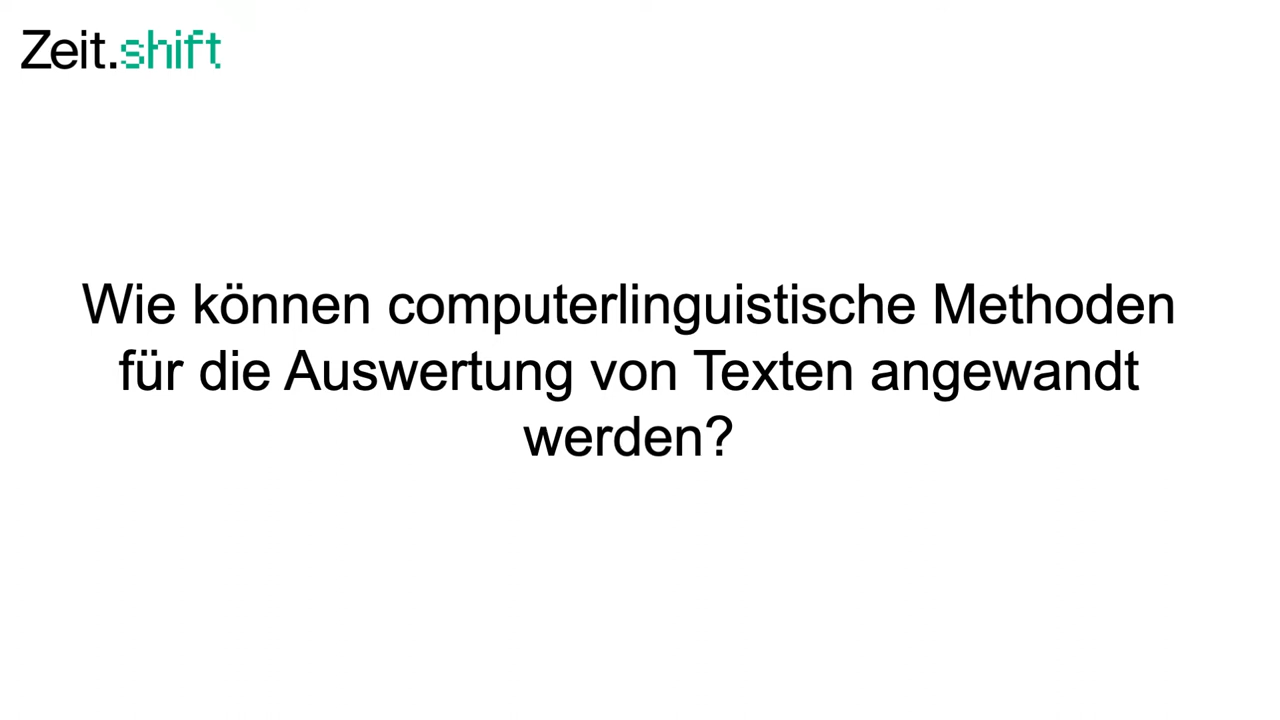 Zeit.shift
Wie können computerlinguistische Methoden
für die Auswertung von Texten angewandt
werden?